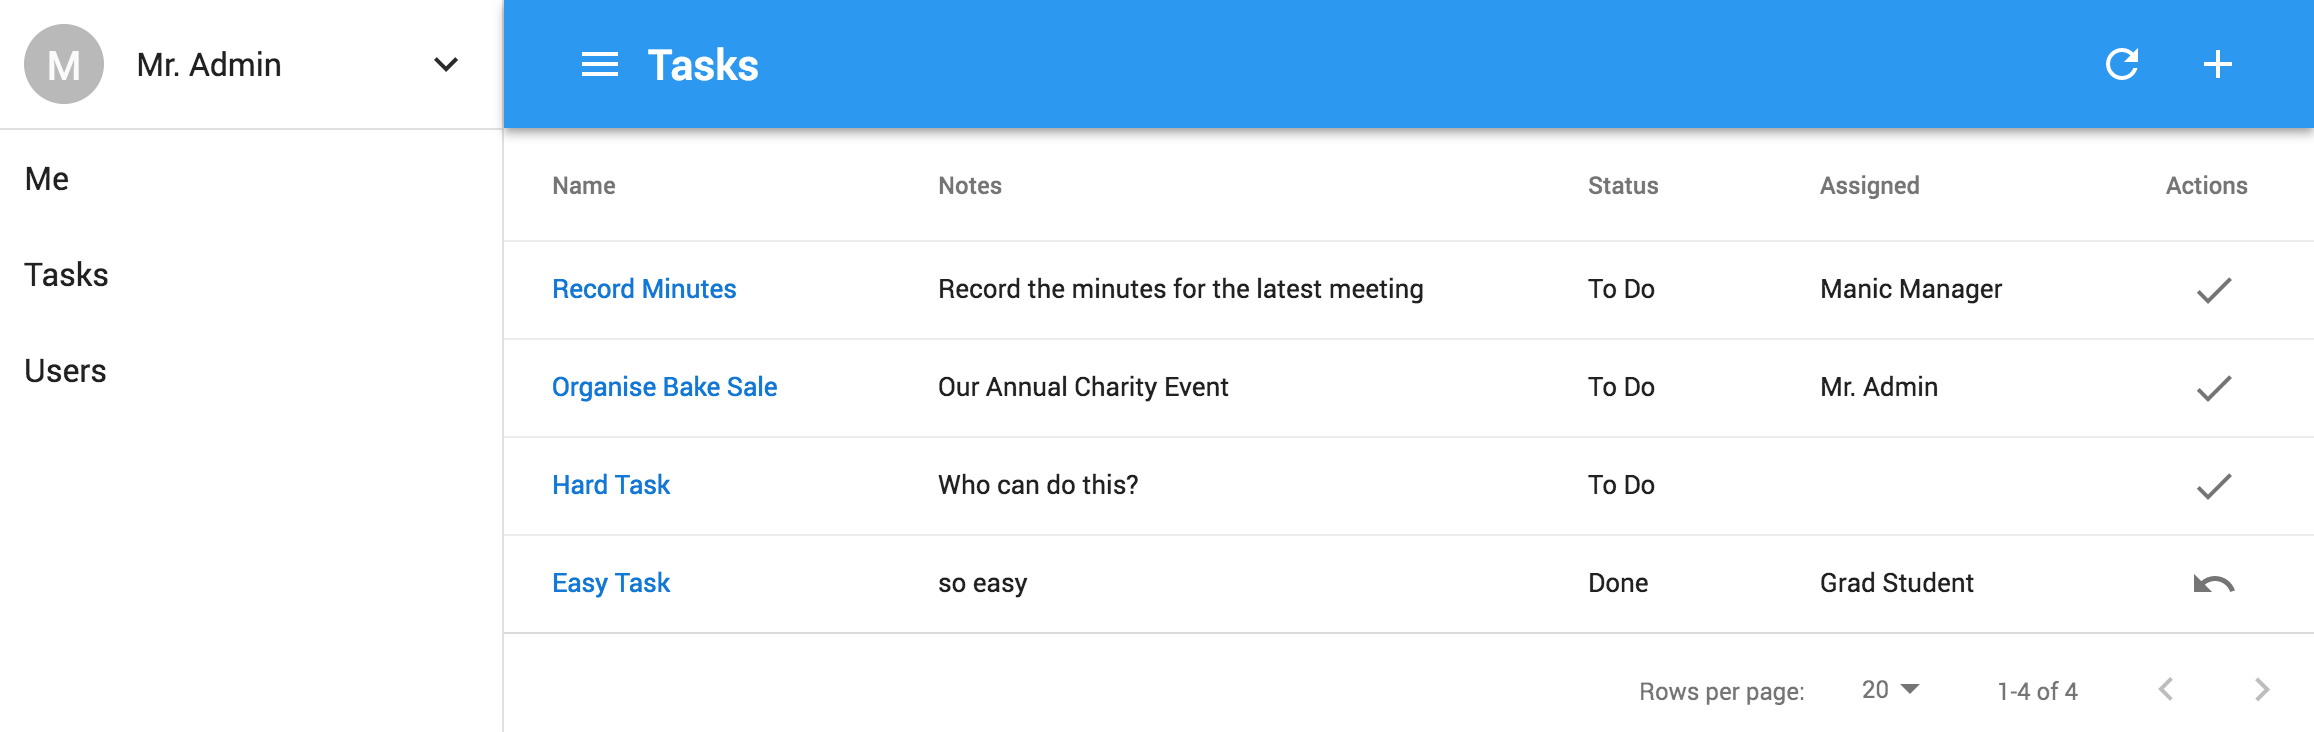 M Mr. Admin
Tasks
Me
Tasks
Users
Name Notes Status Assigned Actions
Record Minutes Record the minutes for the latest meeting To Do Manic Manager
Organise Bake Sale Our Annual Charity Event To Do Mr. Admin
Hard Task Who can do this? To Do
Easy Task so easy Done Grad Student
Rows per page: 20 1-4 of 4